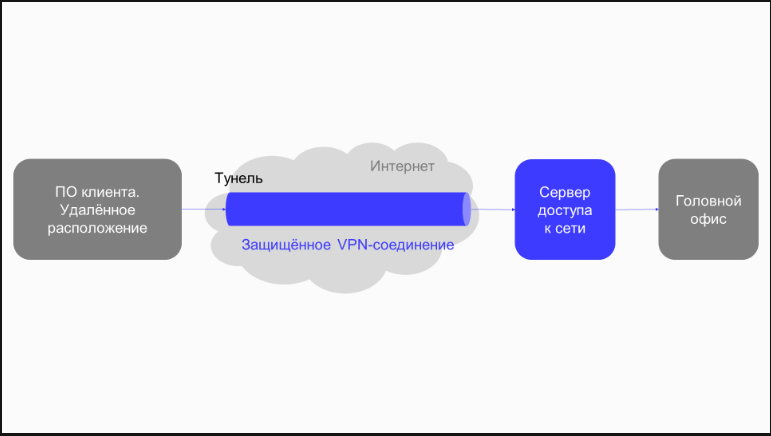 ПО клиента.
Удалённое
расположение
Тунель
Интернет
Защищённое VPN-соединение
Сервер
доступа
к сети
Головной
офис